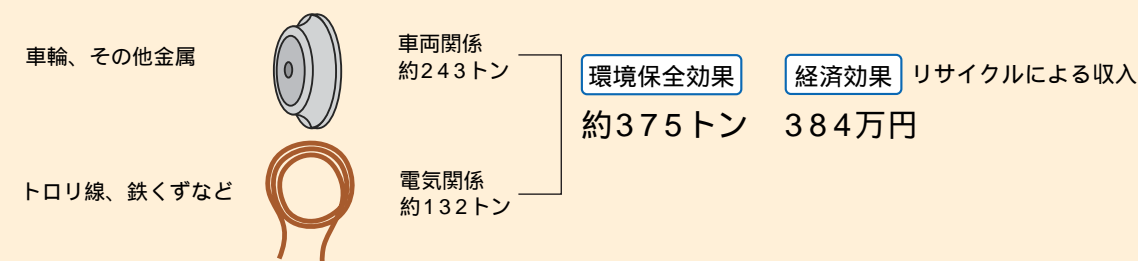 車輪、その他金属
車両関係
約243トン
環境保全効果
経済効果 リサイクルによる収入
約375トン
384万円
トロリ線、鉄くずなど
電気関係
約132トン